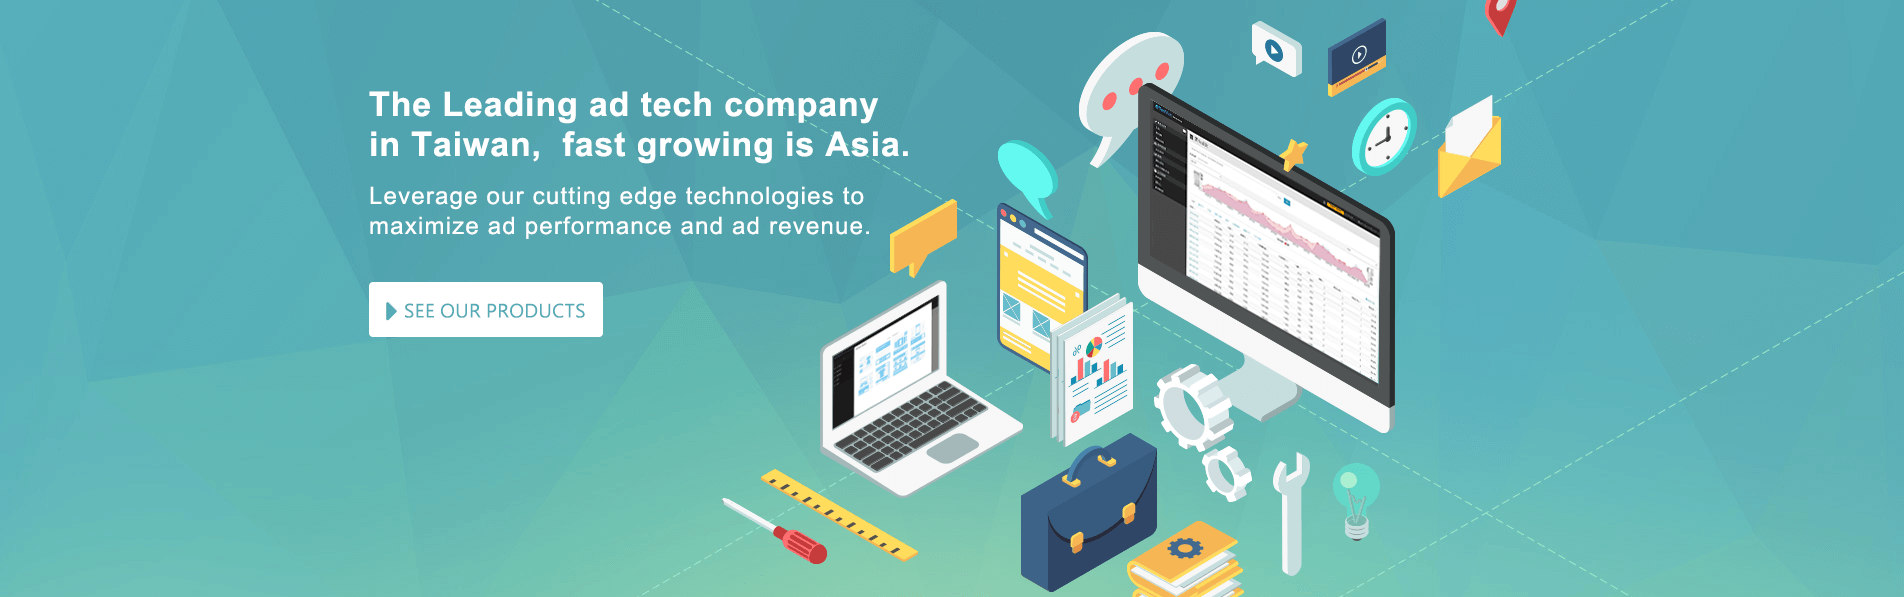 The Leading ad tech company
in Taiwan,  fast growing is Asia.
Leverage our cutting edge technologies to
maximize ad performance and ad revenue.
SEE OUR PRODUCTS